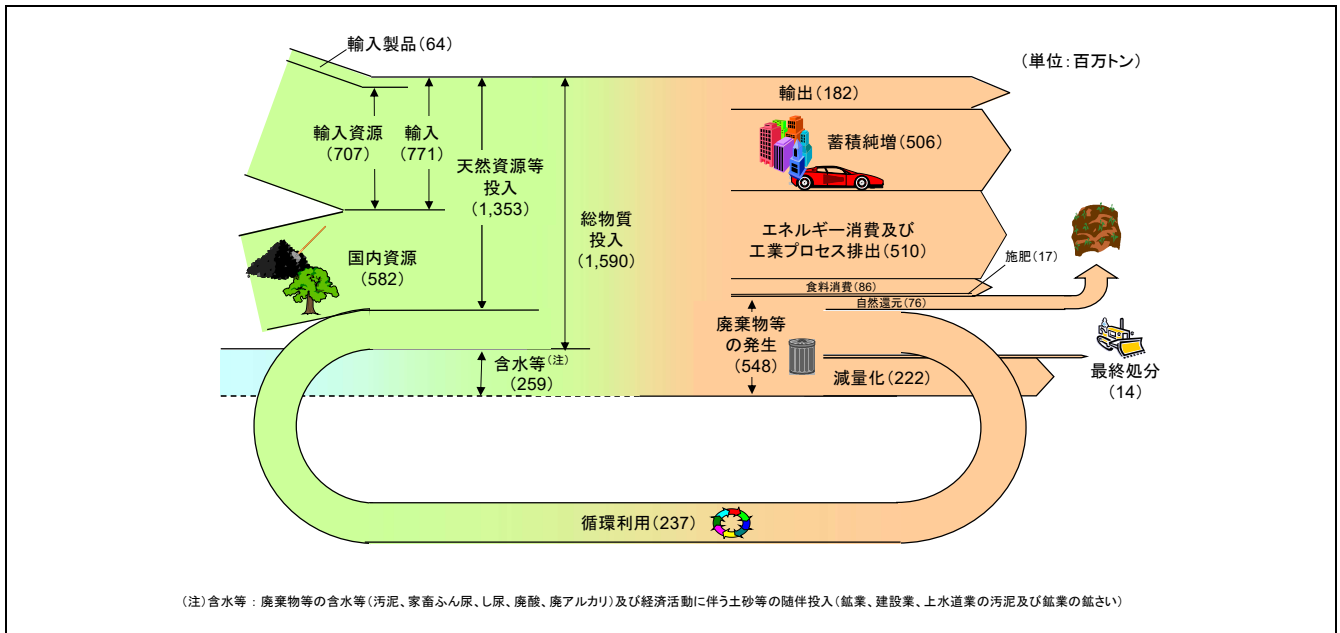 輸入製品(64)
(単位:百万トン)
輸出(182)
輸入資源
(707)
輸入
(771)
天然資源等
投入
(1,353)
総物質
投入
(1,590)
蓄積純増(506)
国内資源
(582)
エネルギー消費及び
工業プロセス排出(510)
施肥(17)
食料消費(86)
自然還元(76)
廃棄物等
の発生
(548)
含水等(注)
(259)
減量化(222)
最終処分
(14)
循環利用(237)
(注)含水等:廃棄物等の含水等(汚泥、家畜ふん尿、し尿、廃酸、廃アルカリ)及び経済活動に伴う土砂等の随伴投入(鉱業、建設業、上水道業の汚泥及び鉱業の鉱さい)